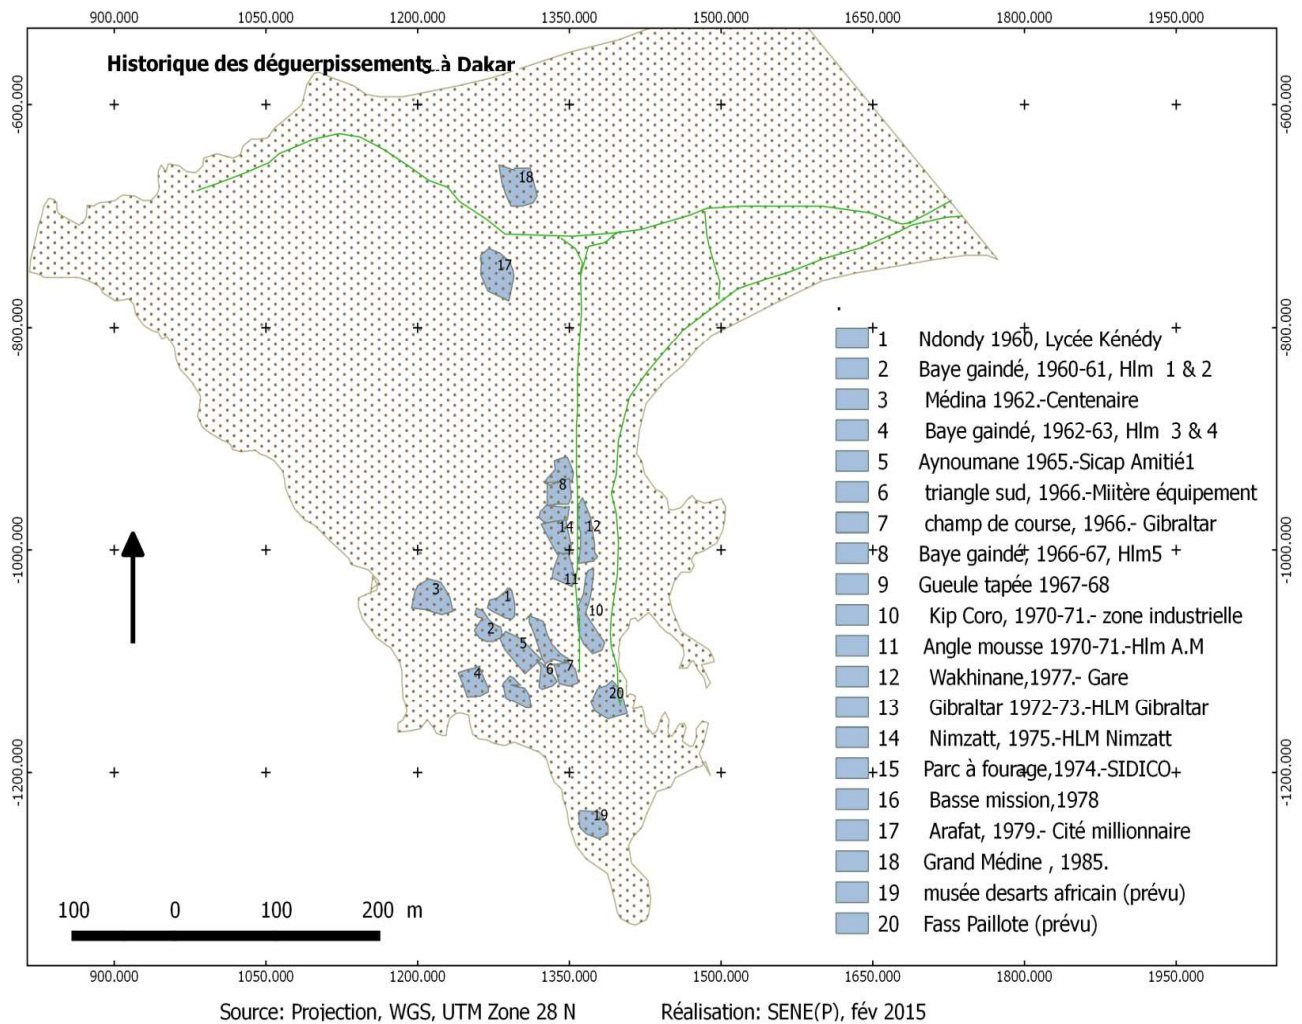 900.000 1050.000 1200.000 1350.000 1500.000 1650.000 1800.000 1950.000
Historique des déguerpissements à Dakar
-6000.000 -6000.000
18
17
-8000.000 -8000.000
1 Ndondy 1960, Lycée Kénédy
2 Baye gaindé, 1960-61, Hlm 1 & 2
3 Médina 1962.-Centenaire
4 Baye gaindé, 1962-63, Hlm 3 & 4
5 Aynoumane 1965.-Sicap Amitié1
6 triangle sud, 1966.-Miitère équipement
7 champ de course, 1966.- Gibraltar
8 Baye gaindé, 1966-67, Hlm5
9 Gueule tapée 1967-68
10 Kip Coro, 1970-71.- zone industrielle
11 Angle mousse 1970-71.-Hlm A.M
12 Wakhinane,1977.- Gare
13 Gibraltar 1972-73.-HLM Gibraltar
14 Nimzatt, 1975.-HLM Nimzatt
15 Parc à fourage,1974.-SIDICO
16 Basse mission,1978
17 Arafat, 1979.- Cité millionnaire
18 Grand Médine , 1985.
19 musée desarts africain (prévu)
20 Fass Paillote (prévu)
8
14 12
-11000.000 -11000.000
11
3 1
10
2
5
4 6 7
20
-1200.000 -1200.000
19
100 0 100 200 m
900.000 1050.000 1200.000 1350.000 1500.000 1650.000 1800.000 1950.000
Source: Projection, WGS, UTM Zone 28 N Réalisation: SENE(P), fév 2015